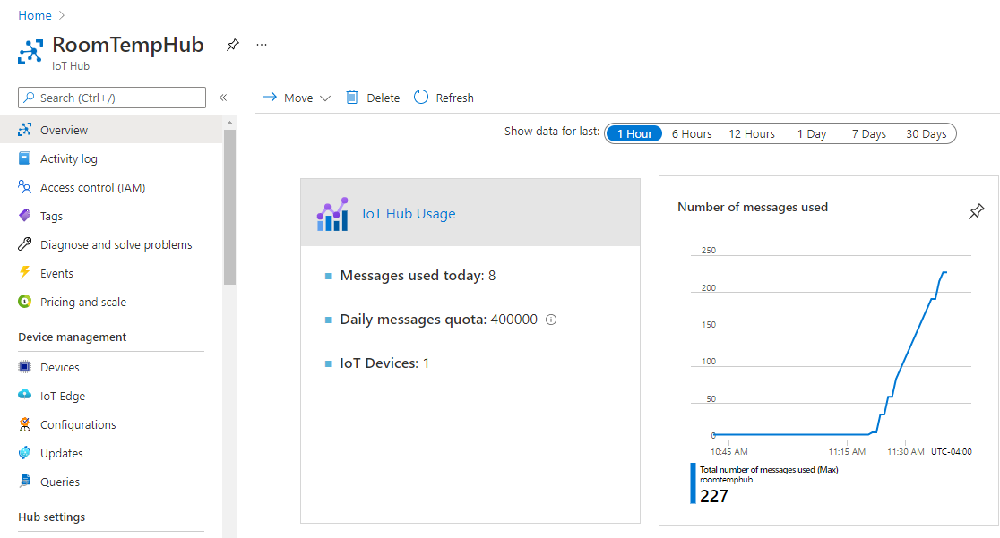 Home
RoomTempHub
IoT Hub
Search (Ctrl+/)
Overview
Activity log
Access control (IAM)
Tags
Diagnose and solve problems
Events
Pricing and scale
Device management
Devices
IoT Edge
Configurations
Updates
Queries
Hub settings
Move Delete Refresh
Show data for last: 1 Hour 6 Hours 12 Hours 1 Day 7 Days 30 Days
IoT Hub Usage
Messages used today: 8
Daily messages quota: 400000
IoT Devices: 1
Number of messages used
250
200
150
100
50
0
10:45 AM 11:15 AM 11:30 AM UTC-04:00
Total number of messages used (Max)
roomtemphub
227